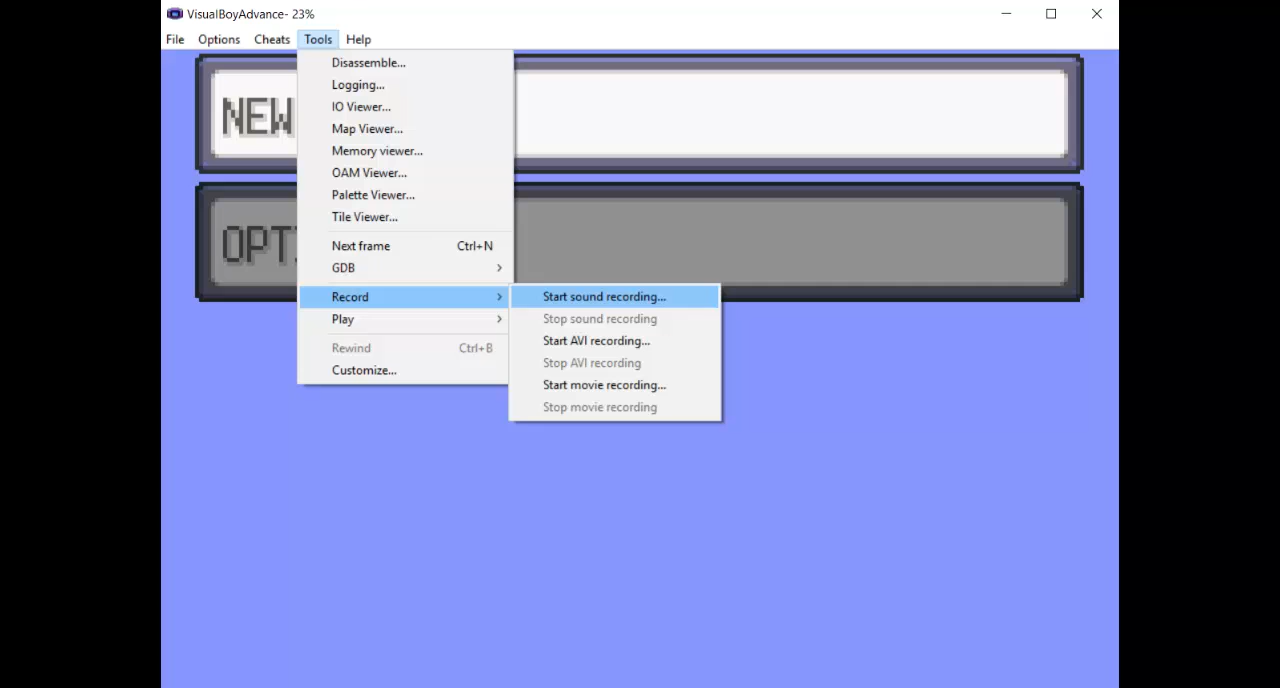 VisualBoyAdvance- 23%
File Options Cheats Tools Help
NEW
OPTI
Disassemble...
Logging...
IO Viewer...
Map Viewer...
Memory viewer...
OAM Viewer...
Palette Viewer...
Tile Viewer...
Next frame Ctrl+N
GDB
Record
Play
Rewind Ctrl+B
Customize...
Start sound recording...
Stop sound recording
Start AVI recording...
Stop AVI recording
Start movie recording...
Stop movie recording